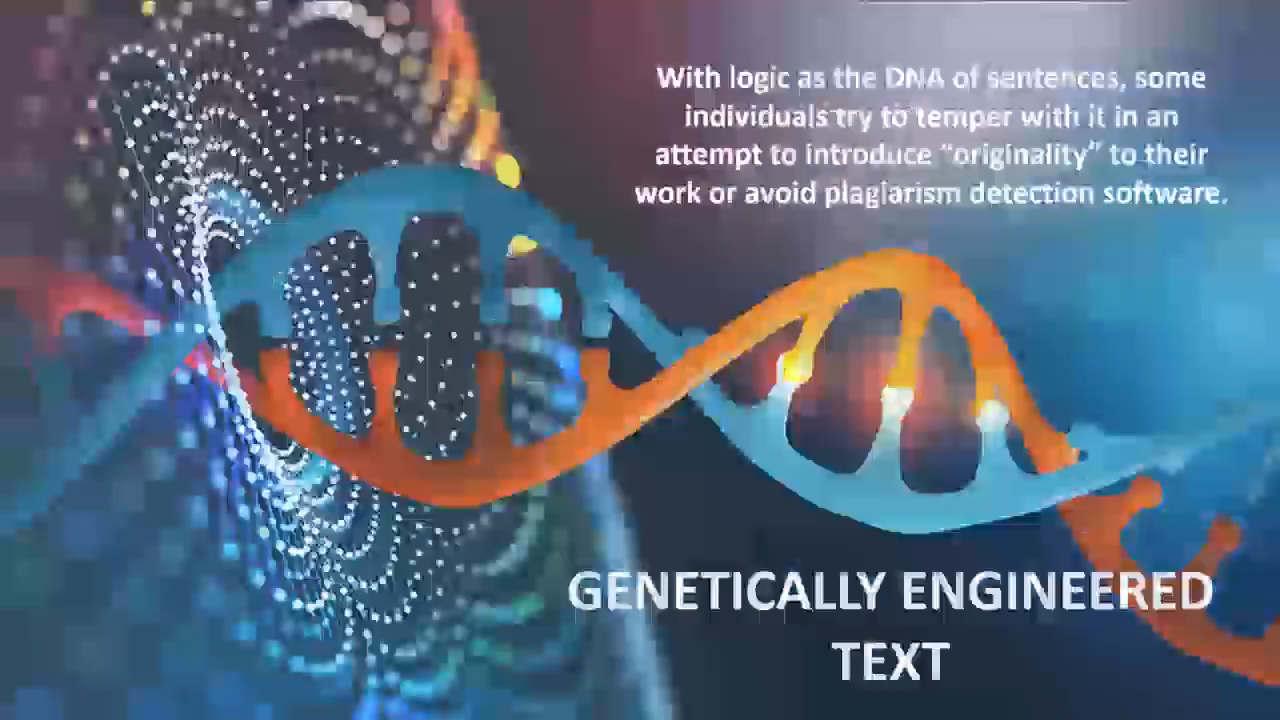 With logic as the DNA of sentences, some
individuals try to temper with it in an
attempt to introduce “originality” to their
work or avoid plagiarism detection software.
GENETICALLY ENGINEERED
TEXT